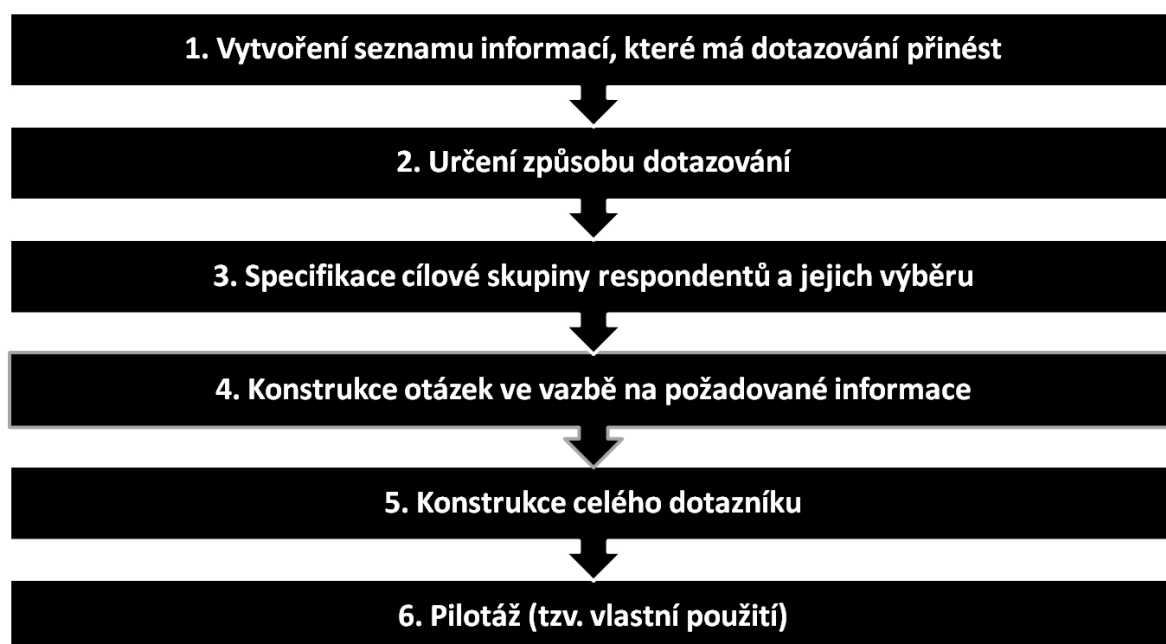 1. Vytvoření seznamu informací, které má dotazování přinést
2. Určení způsobu dotazování
3. Specifikace cílové skupiny respondentů a jejich výběru
4. Konstrukce otázek ve vazbě na požadované informace
5. Konstrukce celého dotazníku
6. Pilotáž (tzv. vlastní použití)